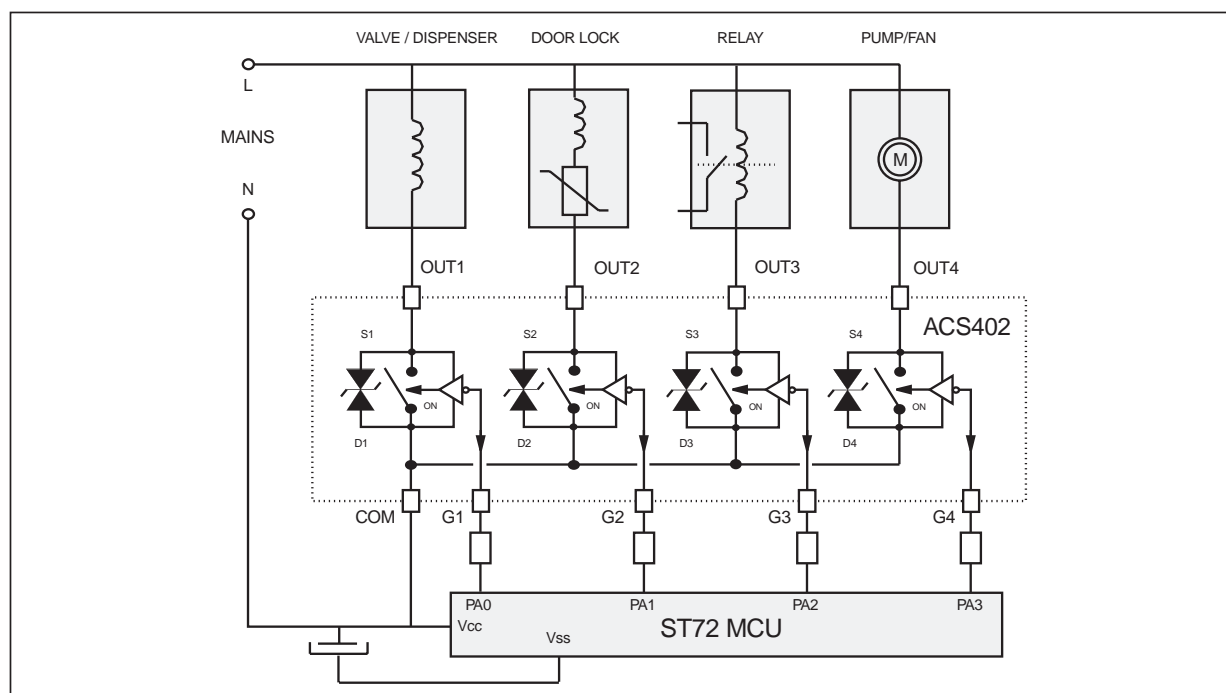 VALVE / DISPENSER DOOR LOCK RELAY PUMP/FAN
L
MAINS
N
M
OUT1 OUT2 OUT3 OUT4
ACS402
S1 S2 S3 S4
ON ON ON ON
D1 D2 D3 D4
COM G1 G2 G3 G4
PA0 PA1 PA2 PA3
Vcc
ST72 MCU
Vss